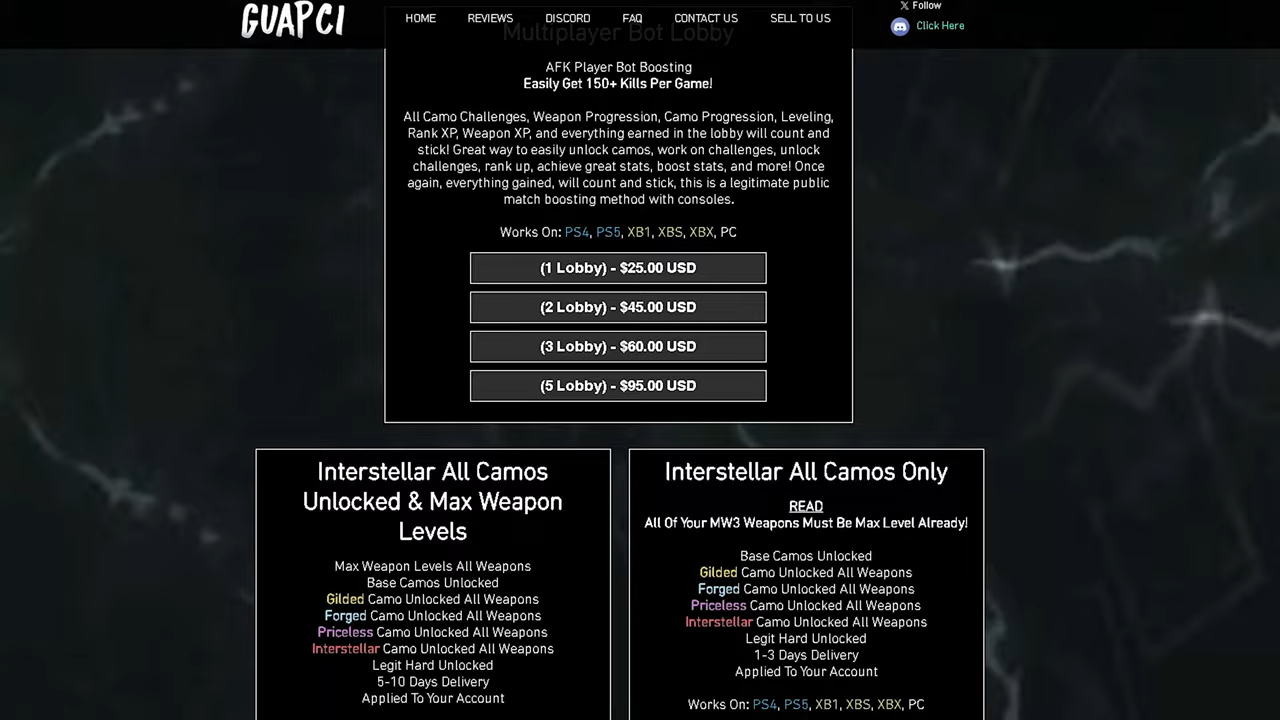 GUAPCI
HOME
REVIEWS
DISCORD
FAQ
CONTACT US
SELL TO US
X Follow
Click Here
Multiplayer Bot Lobby
AFK Player Bot Boosting
Easily Get 150+ Kills Per Game!
All Camo Challenges, Weapon Progression, Camo Progression, Leveling,
Rank XP, Weapon XP, and everything earned in the lobby will count and
stick! Great way to easily unlock camos, work on challenges, unlock
challenges, rank up, achieve great stats, boost stats, and more! Once
again, everything gained, will count and stick, this is a legitimate public
match boosting method with consoles.
Works On: PS4, PS5, XB1, XBS, XBX, PC
(1 Lobby) - $25.00 USD
(2 Lobby) - $45.00 USD
(3 Lobby) - $60.00 USD
(5 Lobby) - $95.00 USD
Interstellar All Camos
Unlocked & Max Weapon
Levels
Max Weapon Levels All Weapons
Base Camos Unlocked
Gilded Camo Unlocked All Weapons
Forged Camo Unlocked All Weapons
Priceless Camo Unlocked All Weapons
Interstellar Camo Unlocked All Weapons
Legit Hard Unlocked
5-10 Days Delivery
Applied To Your Account
Interstellar All Camos Only
READ
All Of Your MW3 Weapons Must Be Max Level Already!
Base Camos Unlocked
Gilded Camo Unlocked All Weapons
Forged Camo Unlocked All Weapons
Priceless Camo Unlocked All Weapons
Interstellar Camo Unlocked All Weapons
Legit Hard Unlocked
1-3 Days Delivery
Applied To Your Account
Works On: PS4, PS5, XB1, XBS, XBX, PC